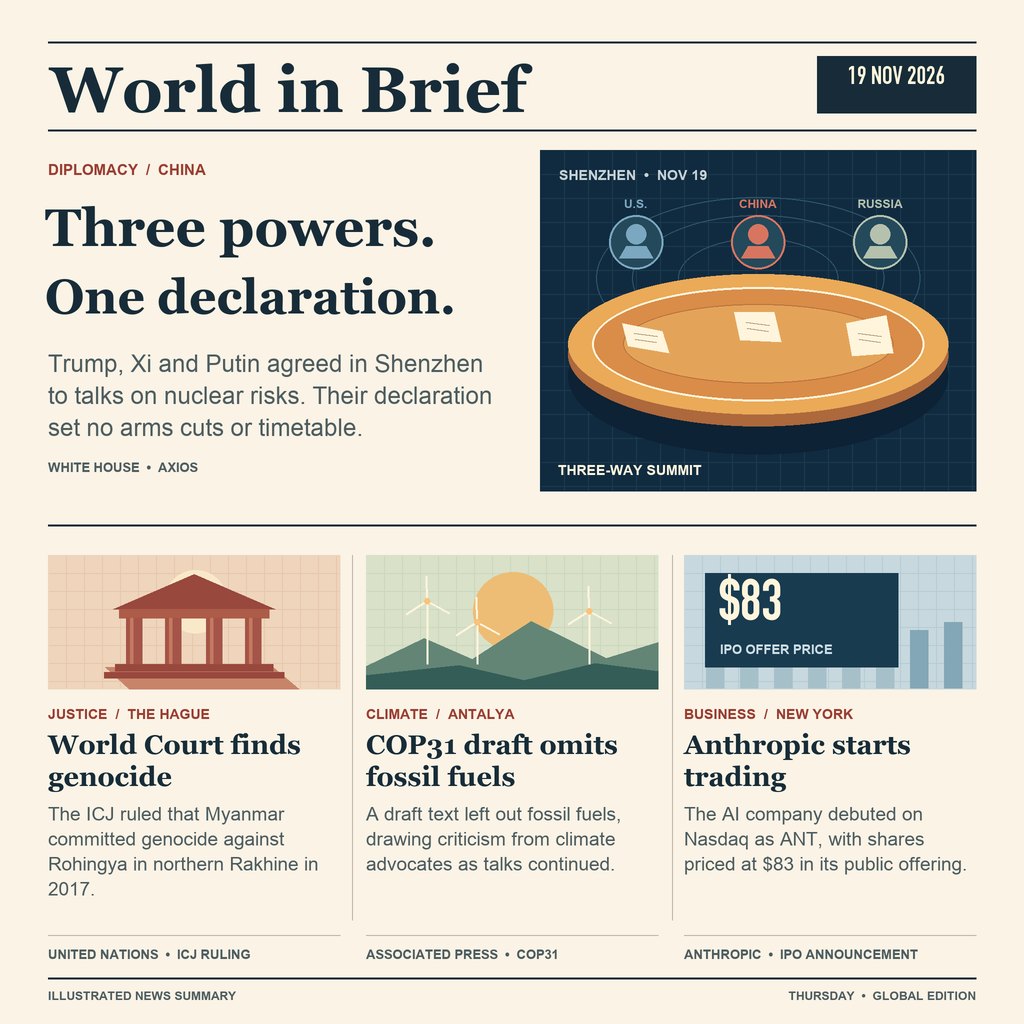 World in Brief
19 NOV 2026
DIPLOMACY / CHINA
Three powers.
One declaration.
Trump, Xi and Putin agreed in Shenzhen
to talks on nuclear risks. Their declaration
set no arms cuts or timetable.
WHITE HOUSE • AXIOS
SHENZHEN • NOV 19
U.S.
CHINA
RUSSIA
THREE-WAY SUMMIT
JUSTICE / THE HAGUE
World Court finds
genocide
The ICJ ruled that Myanmar
committed genocide against
Rohingya in northern Rakhine in
2017.
UNITED NATIONS • ICJ RULING
CLIMATE / ANTALYA
COP31 draft omits
fossil fuels
A draft text left out fossil fuels,
drawing criticism from climate
advocates as talks continued.
ASSOCIATED PRESS • COP31
$83
IPO OFFER PRICE
BUSINESS / NEW YORK
Anthropic starts
trading
The AI company debuted on
Nasdaq as ANT, with shares
priced at $83 in its public offering.
ANTHROPIC • IPO ANNOUNCEMENT
ILLUSTRATED NEWS SUMMARY
THURSDAY • GLOBAL EDITION